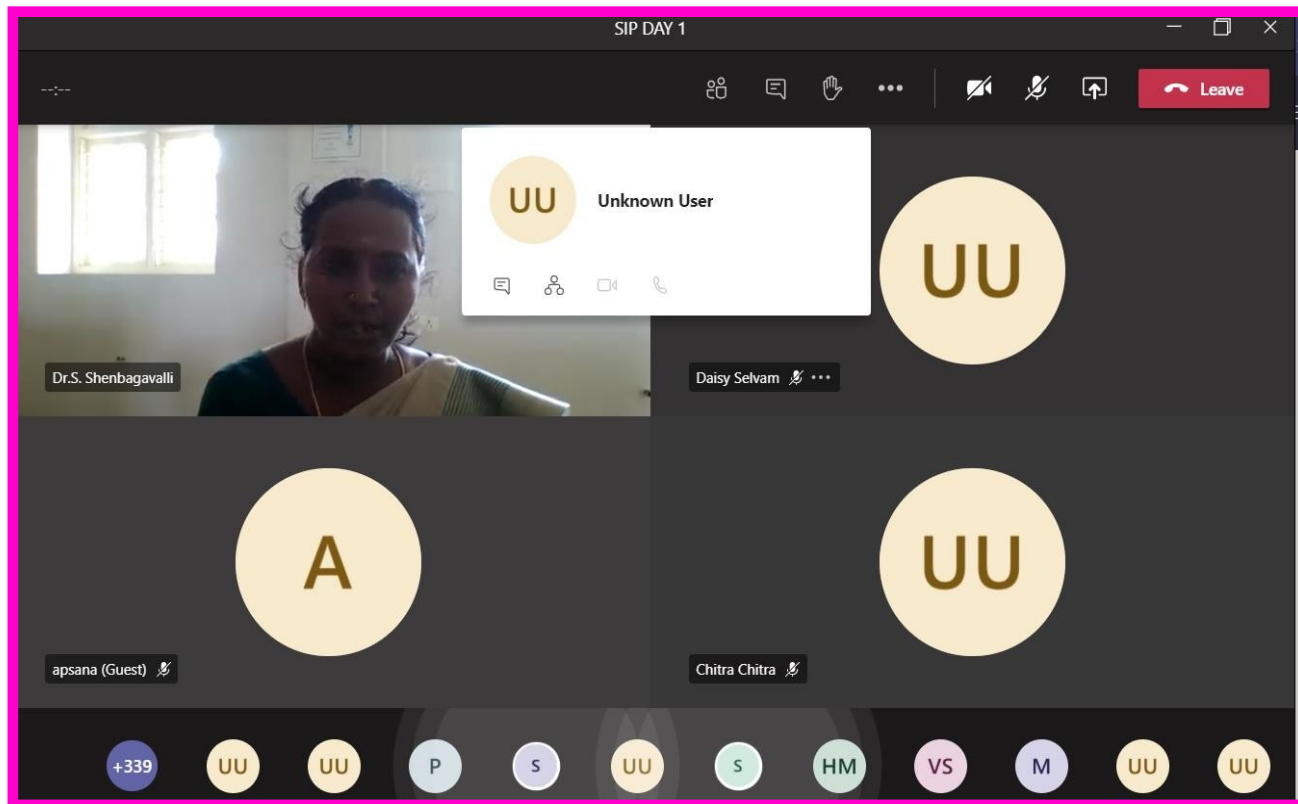 SIP DAY 1
--:--
Leave
UU
Unknown User
UU
Dr.S. Shenbagavalli
Daisy Selvam
A
UU
apsana (Guest)
Chitra Chitra
+339
UU
UU
P
S
UU
S
HM
VS
M
UU
UU